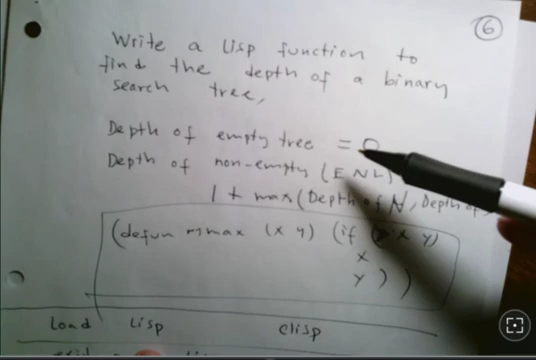 6
Write a lisp function to
find the depth of a binary
search tree,
Depth of empty tree = 0
Depth of non-empty (E N L)
1 + max(Depth of N, Depth of
(defun mmax (x y) (if (> x y)
x
y ) )
Load Lisp clisp